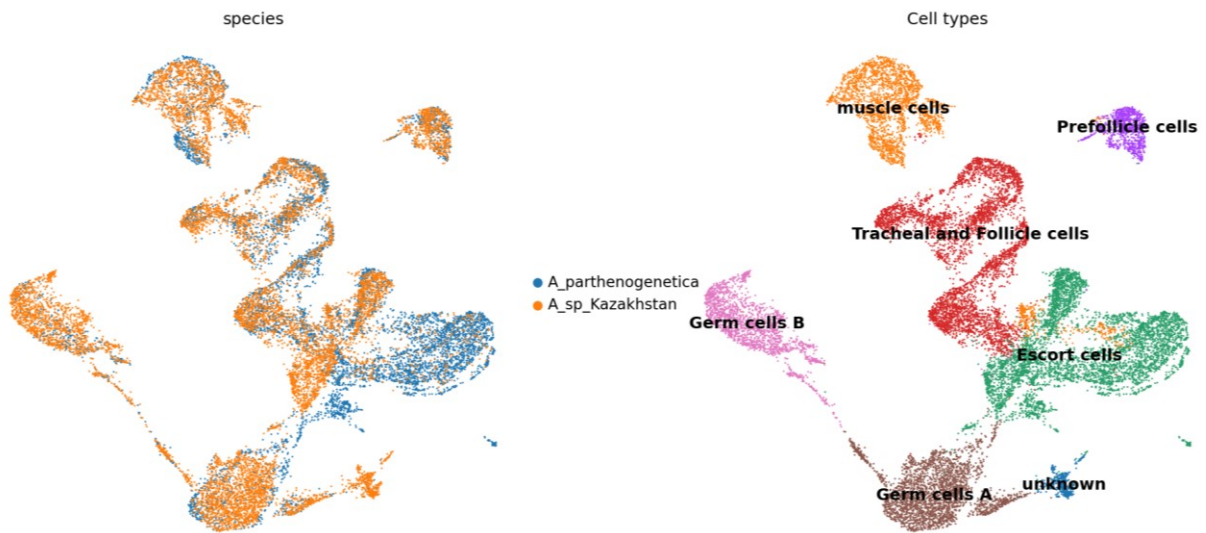 species
Cell types
muscle cells
Prefollicle cells
Tracheal and Follicle cells
A_parthenogenetica
A_sp_Kazakhstan
Germ cells B
Escort cells
unknown
Germ cells A